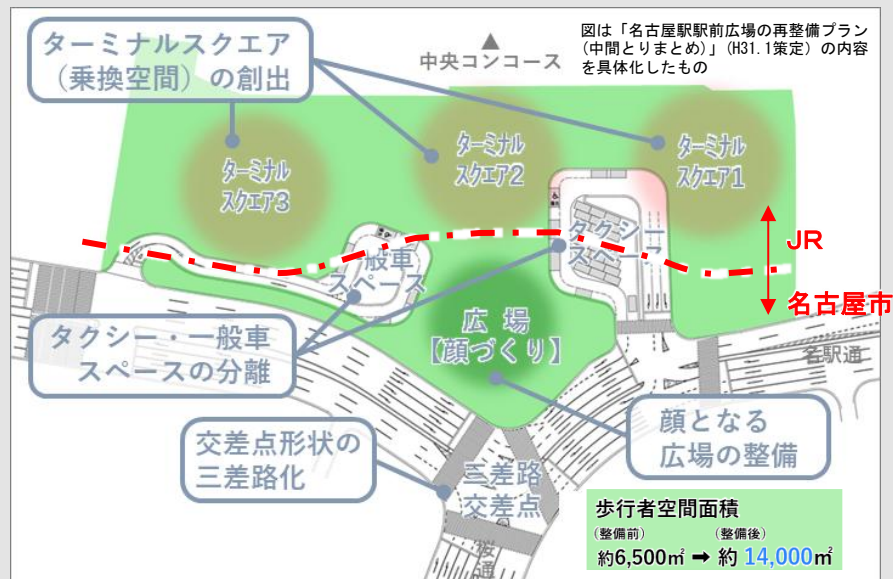 ターミナルスクエア
（乗換空間）の創出
中央コンコース
図は「名古屋駅駅前広場の再整備プラン
(中間とりまとめ)」(H31.1策定) の内容
を具体化したもの
ターミナル
スクエア3
ターミナル
スクエア2
ターミナル
スクエア1
タクシー
スペース
一般車
スペース
JR
名古屋市
広場
【顔づくり】
名駅通
タクシー・一般車
スペースの分離
交差点形状の
三差路化
三差路
交差点
顔となる
広場の整備
桜通
歩行者空間面積
(整備前) (整備後)
約6,500㎡ ➡ 約 14,000㎡